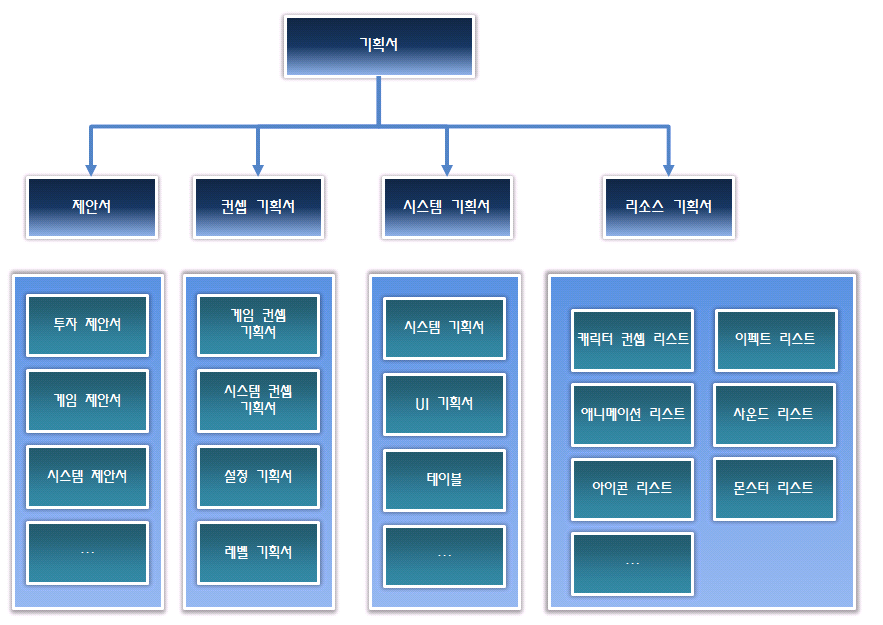 기획서
제안서
컨셉 기획서
시스템 기획서
리소스 기획서
투자 제안서
게임 제안서
시스템 제안서
...
게임 컨셉
기획서
시스템 컨셉
기획서
설정 기획서
레벨 기획서
시스템 기획서
UI 기획서
테이블
...
캐릭터 컨셉 리스트
이펙트 리스트
애니메이션 리스트
사운드 리스트
아이콘 리스트
몬스터 리스트
...